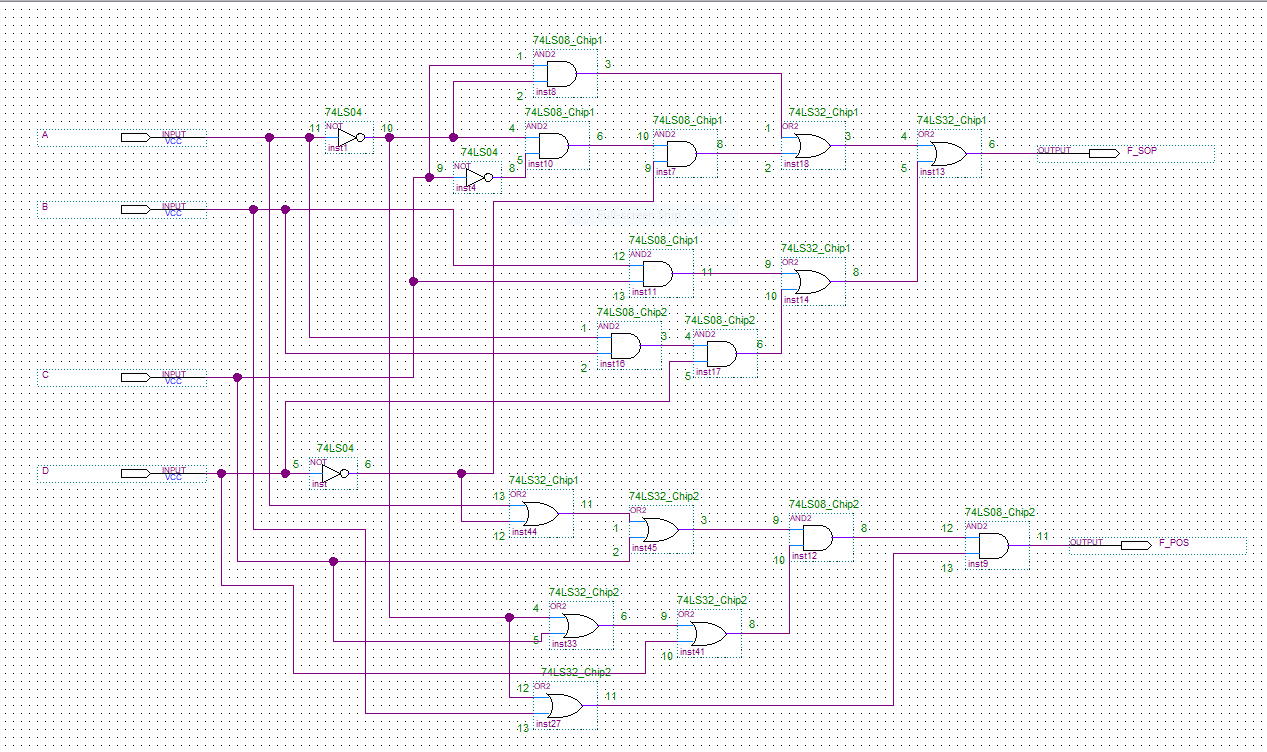 74LS08_Chip1
1 AND2 3
2 inst8
74LS04 74LS08_Chip1 74LS08_Chip1 74LS32_Chip1 74LS32_Chip1
A INPUT VCC 11 NOT 10 inst1
4 AND2 6
5 inst10
10 AND2 8
9 inst7
1 OR2 3
2 inst18
4 OR2 6
5 inst13
OUTPUT F_SOP
74LS04
9 NOT 8
inst4
B INPUT VCC
74LS08_Chip1
12 AND2 11
13 inst11
74LS32_Chip1
9 OR2 8
10 inst14
74LS08_Chip2
1 AND2 3
2 inst16
74LS08_Chip2
4 AND2 6
5 inst17
C INPUT VCC
74LS04
D INPUT VCC 5 NOT 6
inst
74LS32_Chip1
13 OR2 11
12 inst44
74LS32_Chip2
OR2
1 3
2 inst45
74LS08_Chip2
9 AND2 8
10 inst12
74LS08_Chip2
12 AND2 11
13 inst9
OUTPUT F_POS
74LS32_Chip2
4 OR2 6
5 inst33
74LS32_Chip2
9 OR2 8
10 inst41
74LS32_Chip2
12 OR2 11
13 inst27